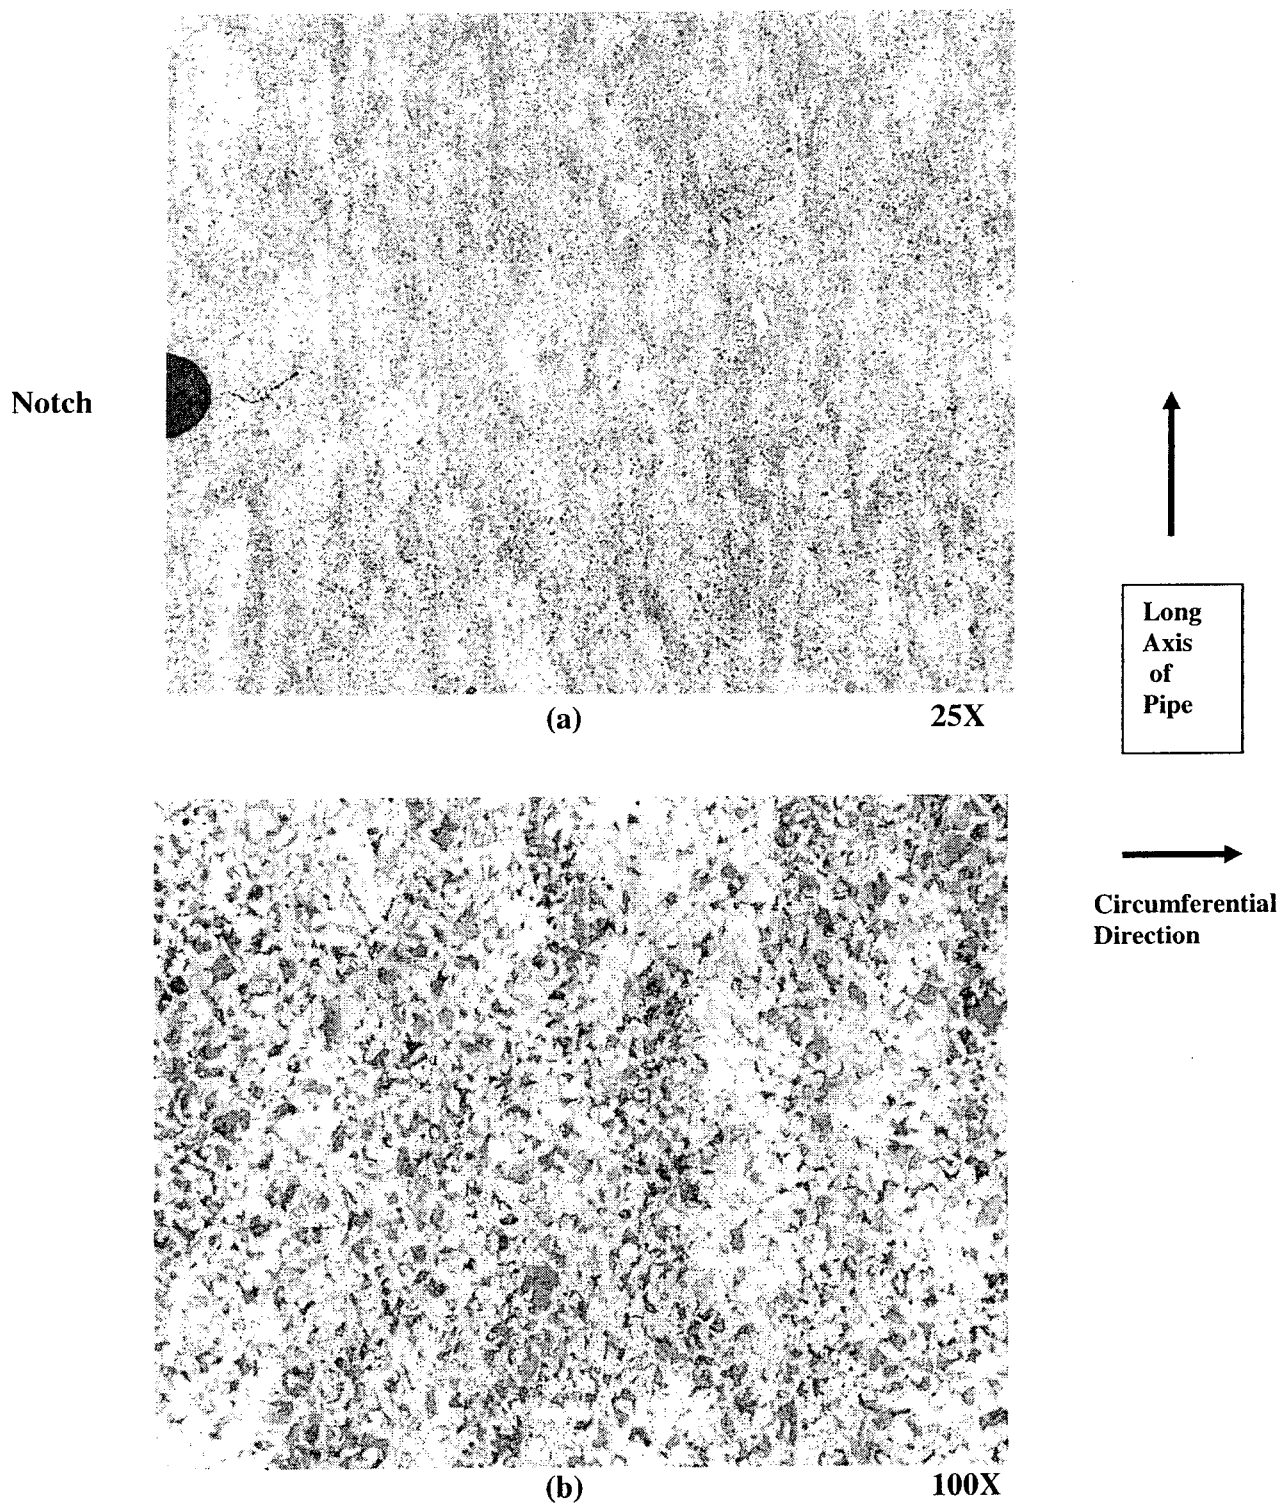 Notch
(a)
25X
Long
Axis
of
Pipe
Circumferential
Direction
(b)
100X